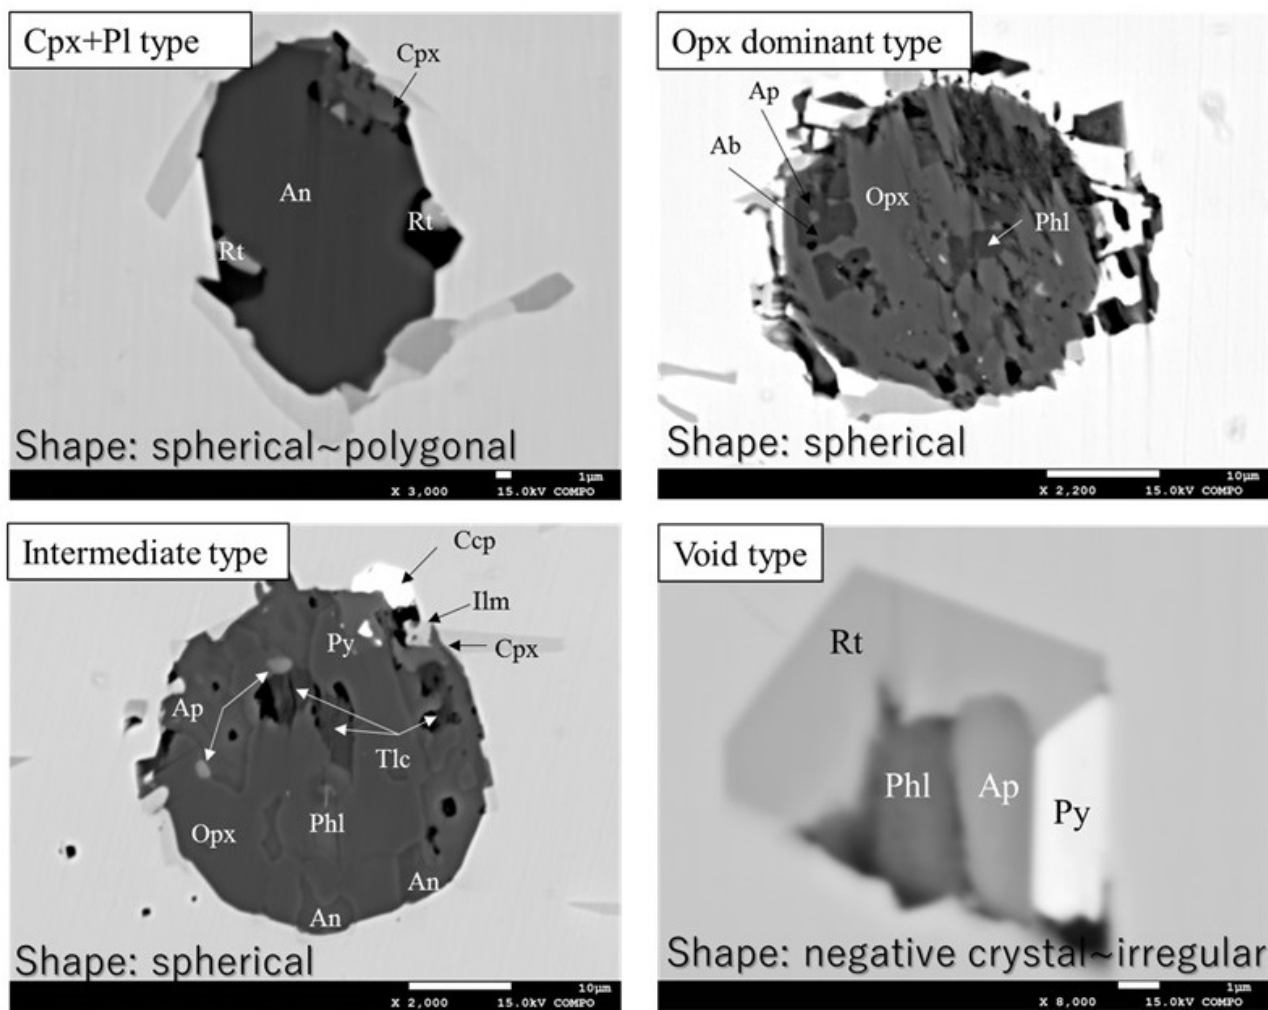 Cpx+Pl type
Cpx
An
Rt
Rt
Shape: spherical~polygonal
1μm
X 3,000 15.0kV COMPO
Opx dominant type
Ap
Ab
Opx
Phl
Shape: spherical
10μm
X 2,200 15.0kV COMPO
Intermediate type
Ccp
Ilm
Py
Cpx
Ap
Tlc
Opx
Phl
An
An
Shape: spherical
10μm
X 2,000 15.0kV COMPO
Void type
Rt
Phl
Ap
Py
Shape: negative crystal~irregular
1μm
X 8,000 15.0kV COMPO